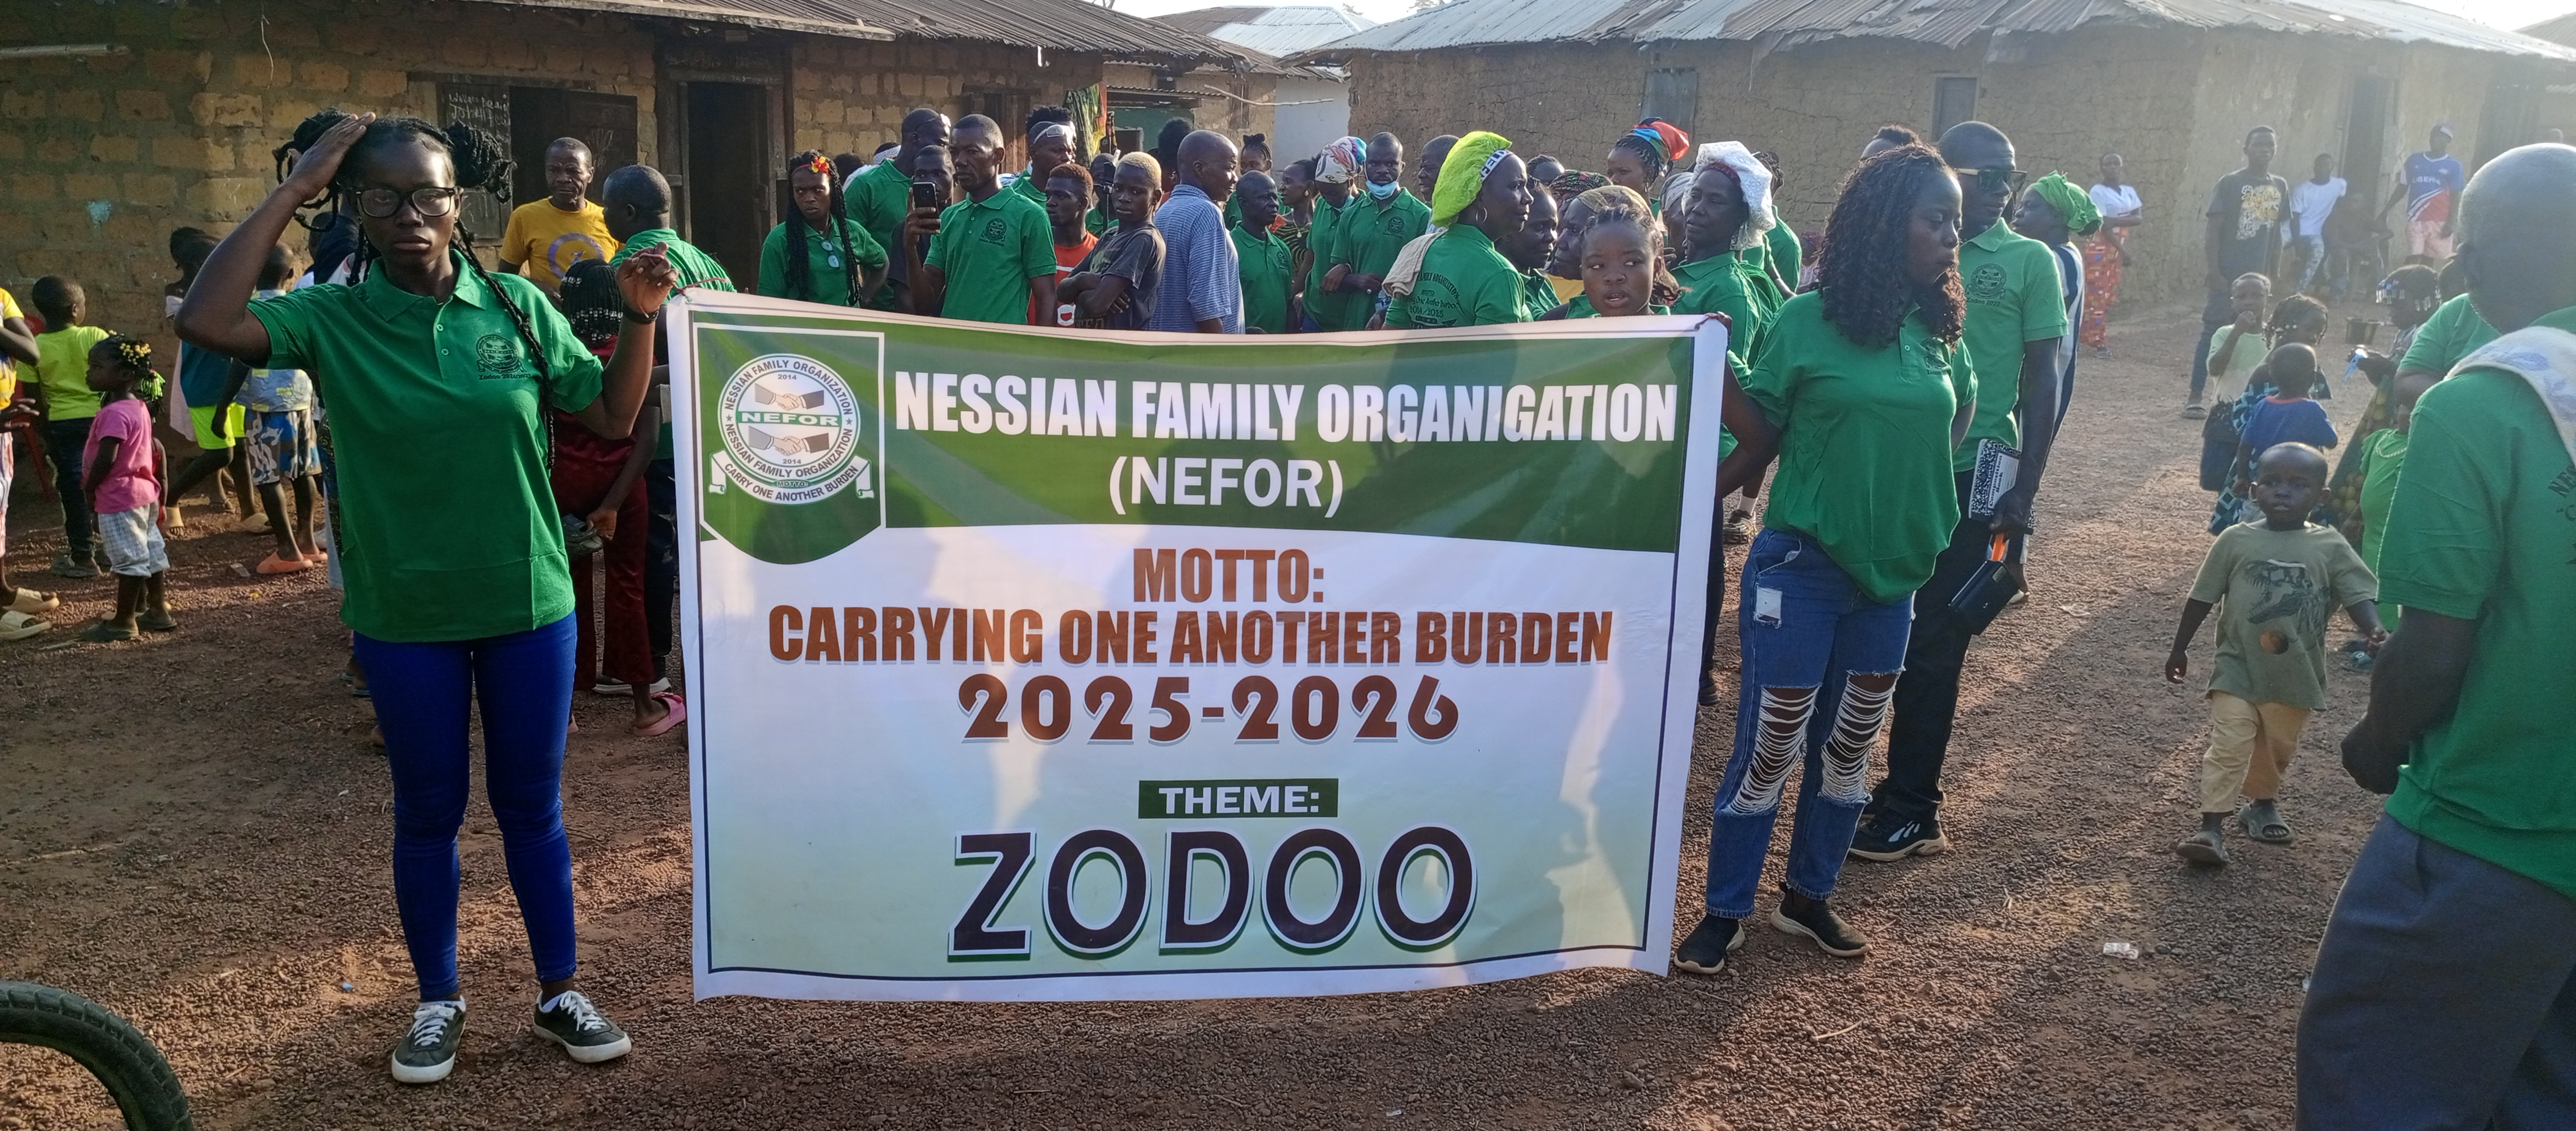 NESSIAN FAMILY ORGANIZATION
2014
NEFOR
2014
NESSIAN FAMILY ORGANIZATION
MOTTO:
CARRY ONE ANOTHER BURDEN
NESSIAN FAMILY ORGANIGATION
(NEFOR)
MOTTO:
CARRYING ONE ANOTHER BURDEN
2025-2026
THEME:
ZODOO